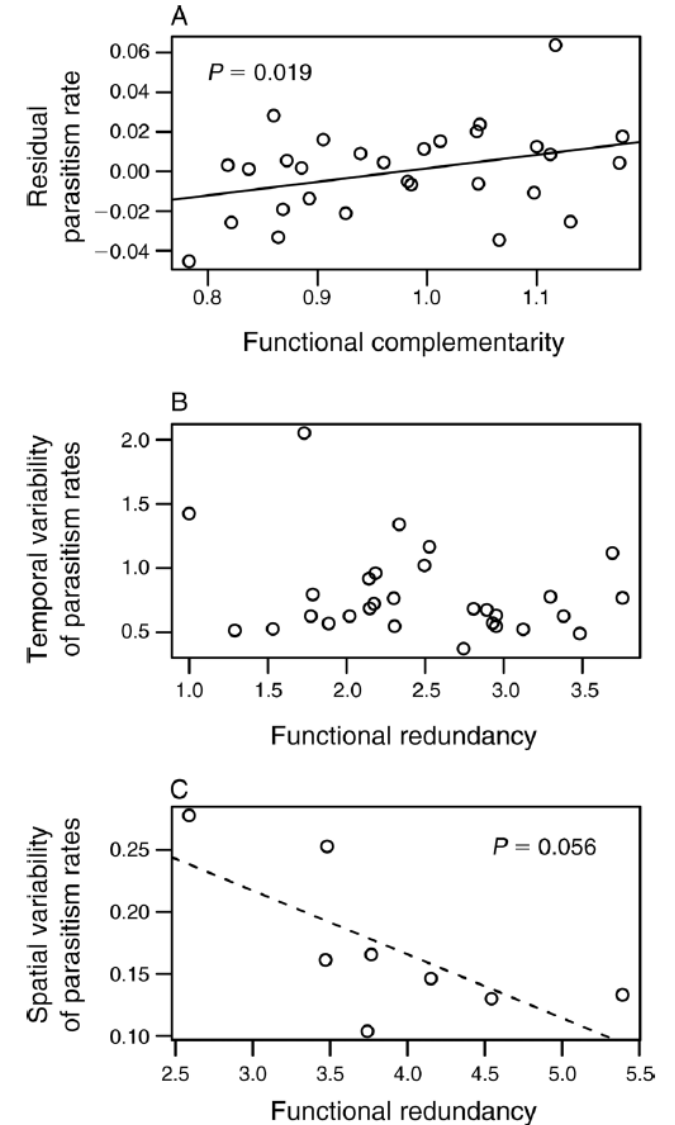 A
P = 0.019
Residual
parasitism rate
0.06
0.04
0.02
0.00
−0.02
−0.04
0.8 0.9 1.0 1.1
Functional complementarity
B
Temporal variability
of parasitism rates
2.0
1.5
1.0
0.5
1.0 1.5 2.0 2.5 3.0 3.5
Functional redundancy
C
P = 0.056
Spatial variability
of parasitism rates
0.25
0.20
0.15
0.10
2.5 3.0 3.5 4.0 4.5 5.0 5.5
Functional redundancy